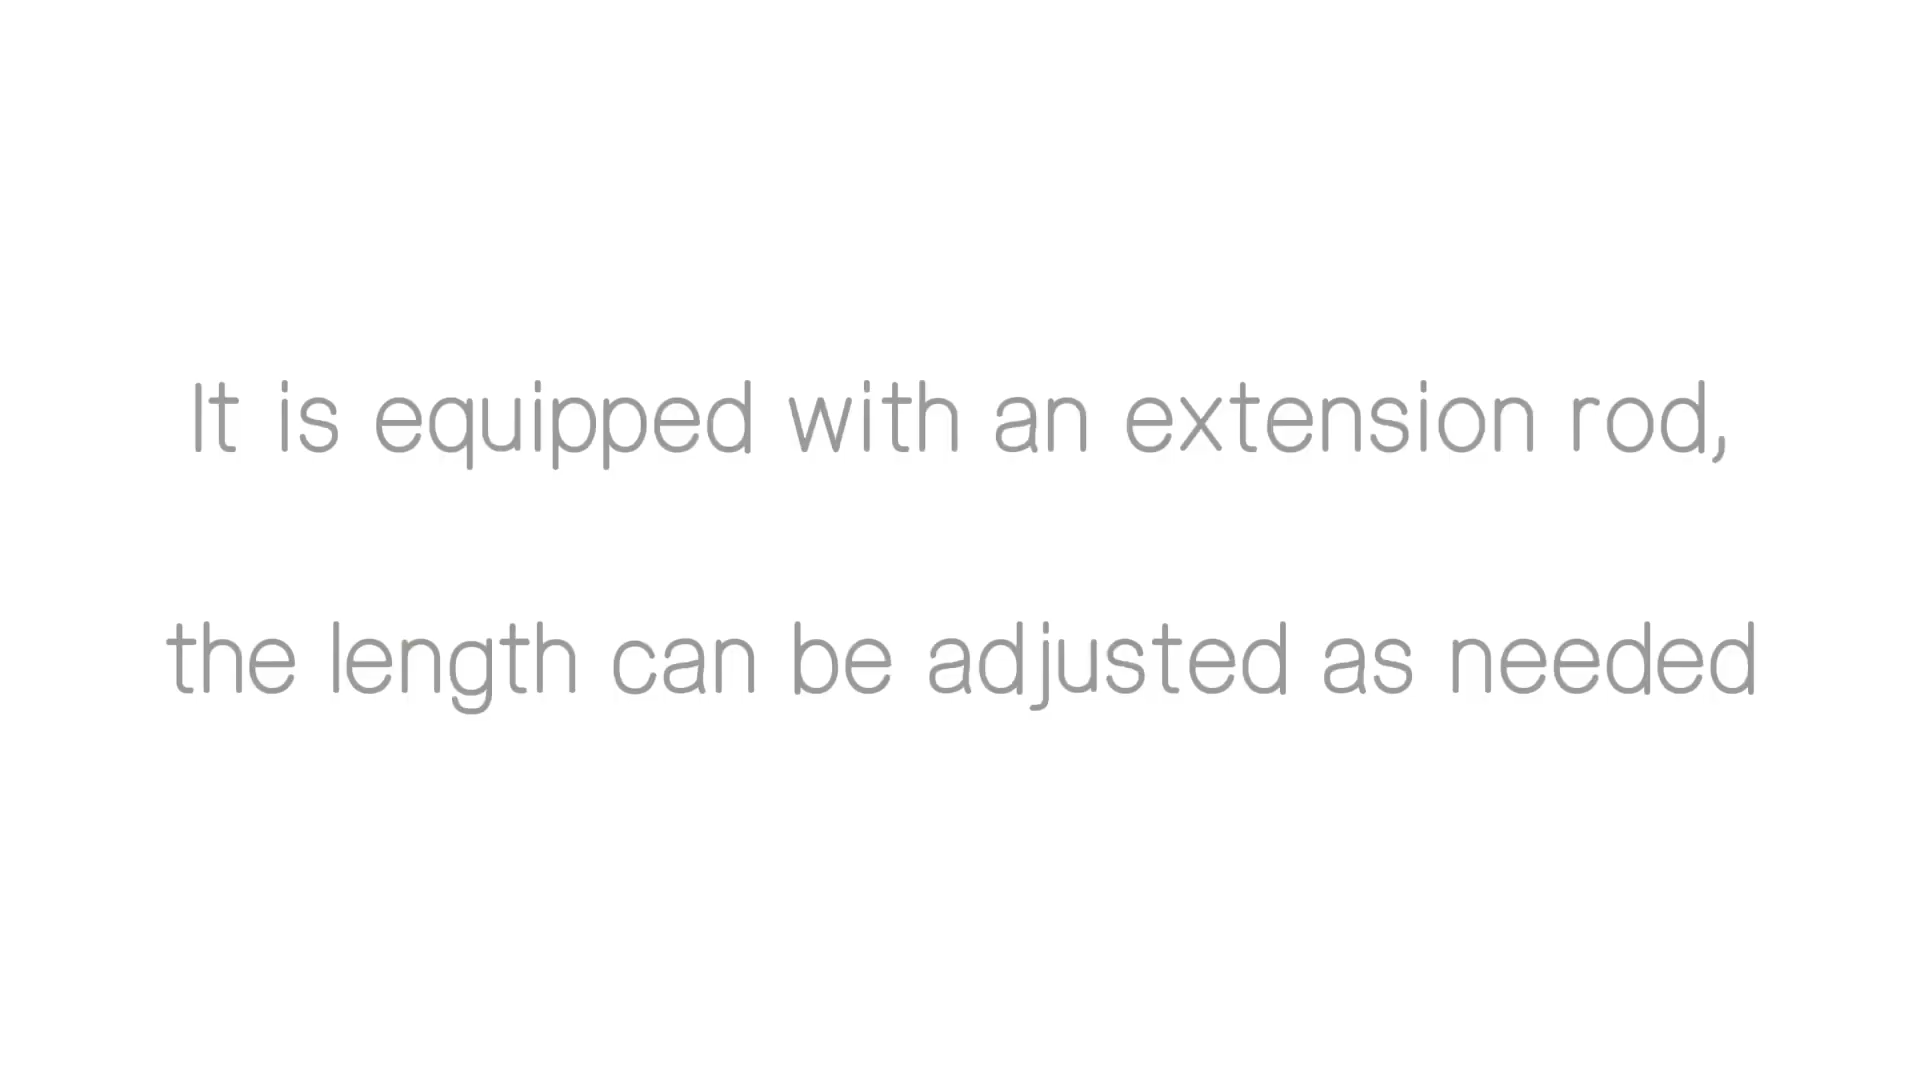 It is equipped with an extension rod,
the length can be adjusted as needed